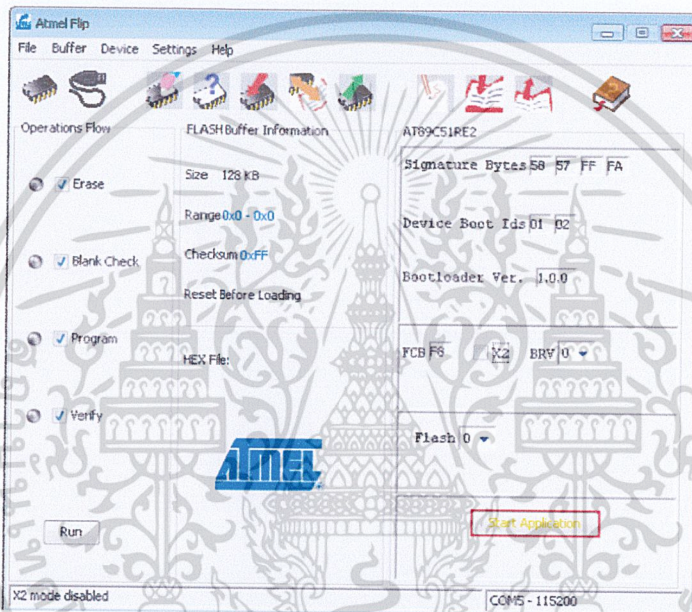 Atmel Flip
File Buffer Device Settings Help
Operations Flow
Erase
Blank Check
Program
Verify
Run
FLASH Buffer Information
Size 128 KB
Range 0x0 - 0x0
Checksum 0xFF
Reset Before Loading
HEX File:
ATMEL
AT89C51RE2
Signature Bytes 58 57 FF FA
Device Boot Ids 01 02
Bootloader Ver. 1.0.0
FCB F6 X2 BRV 0
Flash 0
Start Application
X2 mode disabled
COM5 - 115200